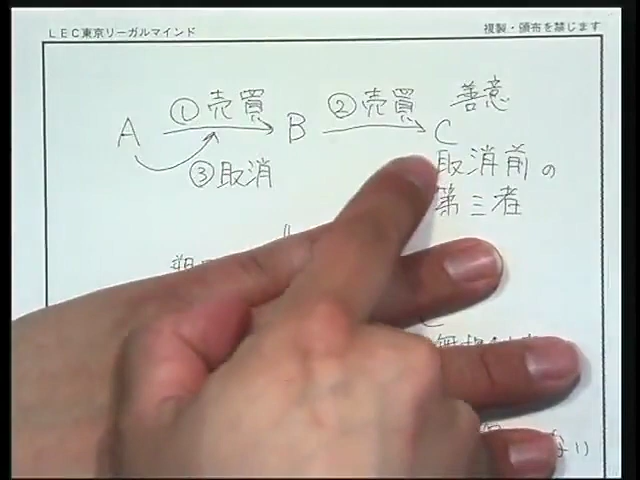 LEC東京リーガルマインド
複製・頒布を禁じます
善意
A ①売買 B ②売買 C
③取消
取消前の
第三者